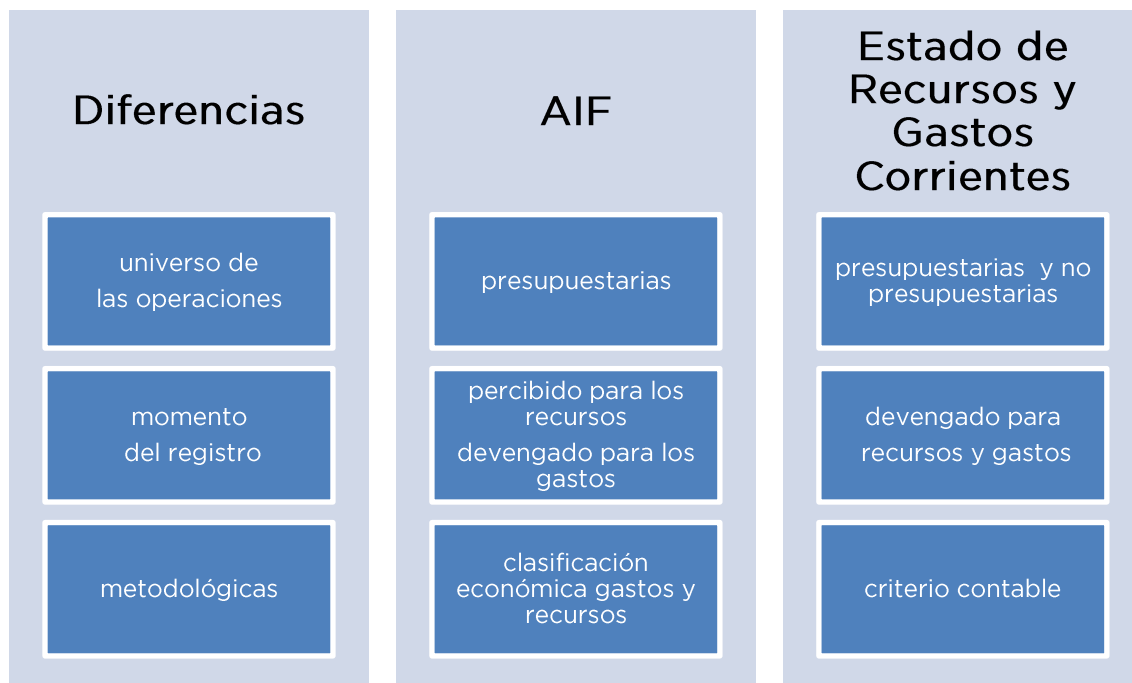 Diferencias
universo de
las operaciones
momento
del registro
metodológicas
AIF
presupuestarias
percibido para los
recursos
devengado para los
gastos
clasificación
económica gastos y
recursos
Estado de
Recursos y
Gastos
Corrientes
presupuestarias y no
presupuestarias
devengado para
recursos y gastos
criterio contable